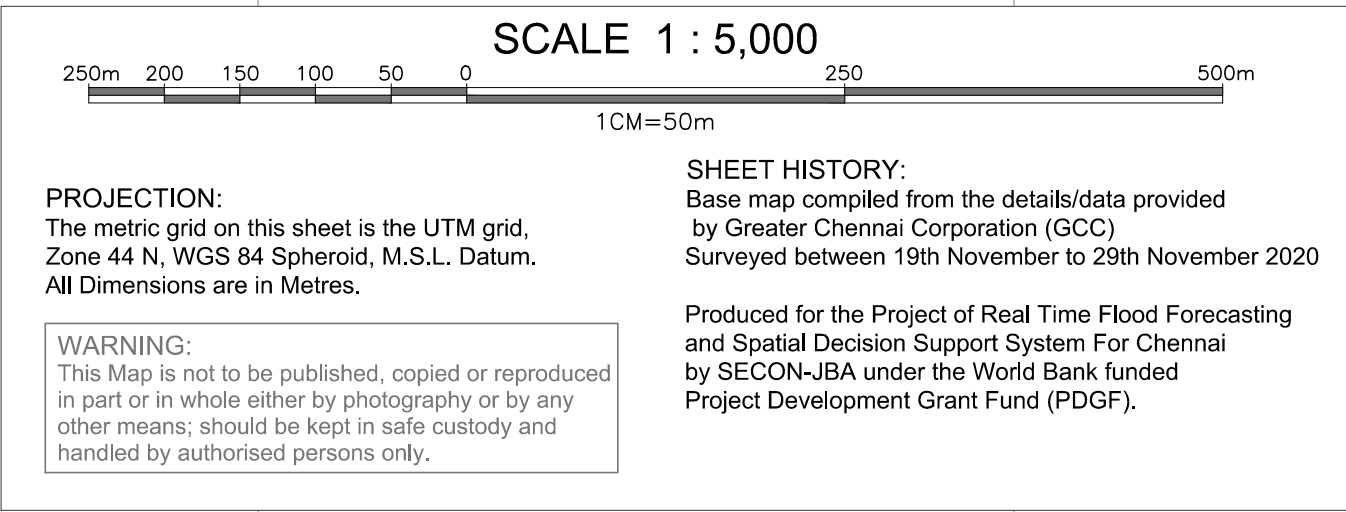 SCALE 1 : 5,000
250m 200 150 100 50 0 250 500m
1CM=50m
PROJECTION:
The metric grid on this sheet is the UTM grid,
Zone 44 N, WGS 84 Spheroid, M.S.L. Datum.
All Dimensions are in Metres.
WARNING:
This Map is not to be published, copied or reproduced
in part or in whole either by photography or by any
other means; should be kept in safe custody and
handled by authorised persons only.
SHEET HISTORY:
Base map compiled from the details/data provided
by Greater Chennai Corporation (GCC)
Surveyed between 19th November to 29th November 2020
Produced for the Project of Real Time Flood Forecasting
and Spatial Decision Support System For Chennai
by SECON-JBA under the World Bank funded
Project Development Grant Fund (PDGF).